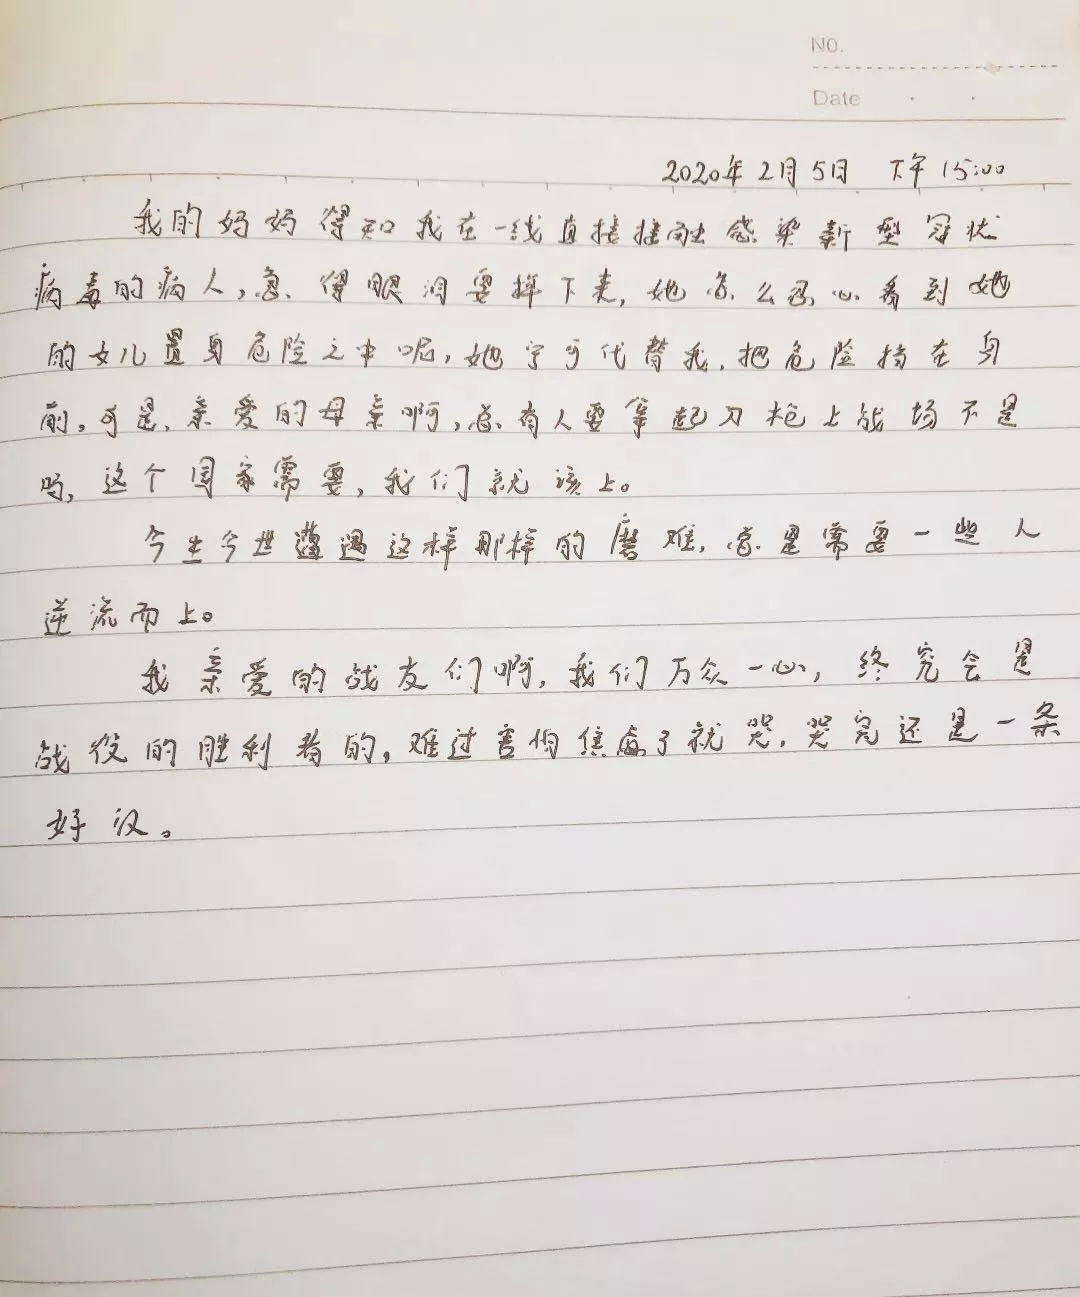 NO.
Date
2020年2月5日 下午15:00
我的妈妈得知我在一线直接接触感染新型冠状
病毒的病人,急得眼泪要掉下来,她怎么忍心看到她
的女儿置身危险之中呢,她宁可代替我,把危险挡在身
前,可是,亲爱的母亲啊,总有人要拿起刀枪上战场不是
吗,这个国家需要,我们就该上。
今生今世遭遇这样那样的磨难,总是需要一些人
逆流而上。
我亲爱的战友们啊,我们万众一心,终究会是
战役的胜利者的,难过害怕焦虑了就哭,哭完还是一条
好汉。